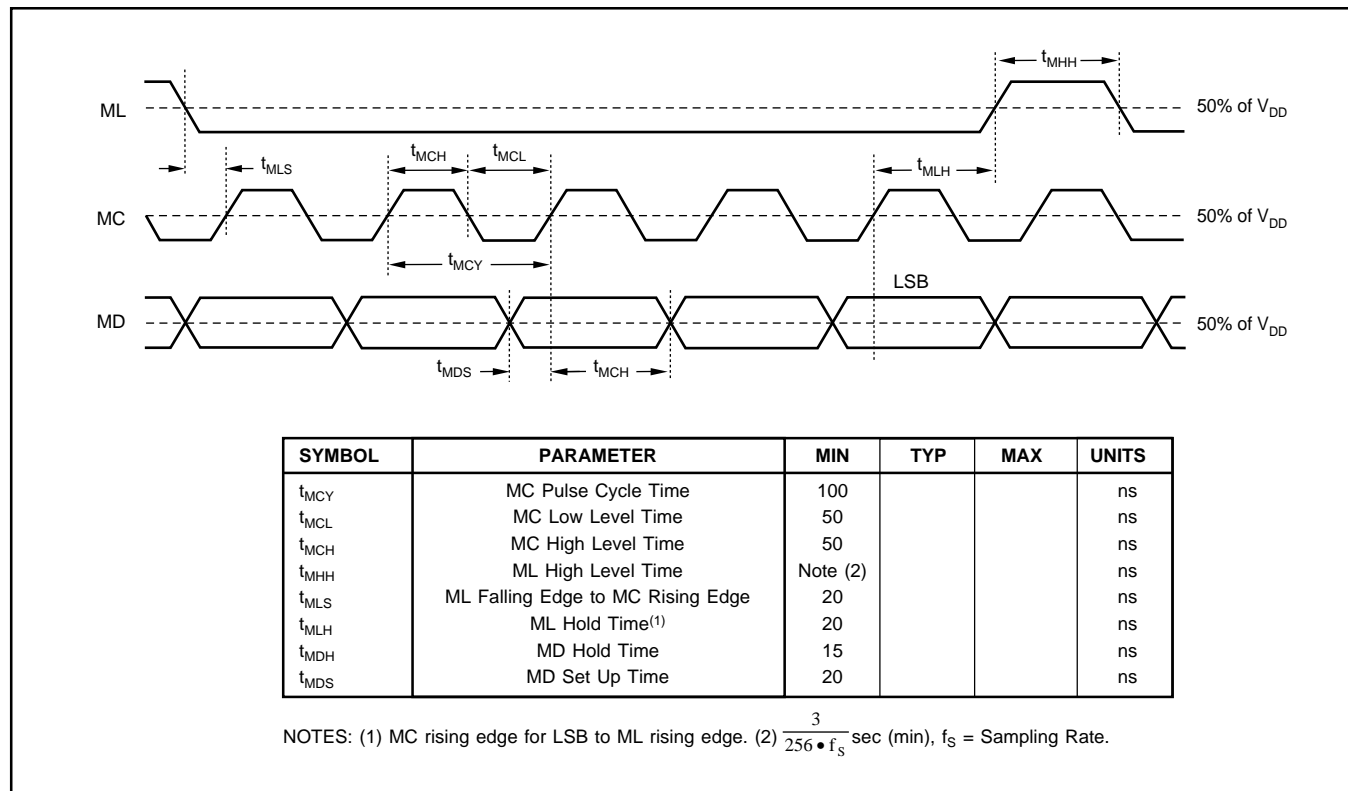 t_MHH
ML
50% of V_DD
t_MLS
t_MCH
t_MCL
t_MLH
MC
50% of V_DD
t_MCY
LSB
MD
50% of V_DD
t_MDS
t_MCH
SYMBOL PARAMETER MIN TYP MAX UNITS
t_MCY MC Pulse Cycle Time 100 ns
t_MCL MC Low Level Time 50 ns
t_MCH MC High Level Time 50 ns
t_MHH ML High Level Time Note (2) ns
t_MLS ML Falling Edge to MC Rising Edge 20 ns
t_MLH ML Hold Time(1) 20 ns
t_MDH MD Hold Time 15 ns
t_MDS MD Set Up Time 20 ns
NOTES: (1) MC rising edge for LSB to ML rising edge. (2) 3/(256 • f_S) sec (min), f_S = Sampling Rate.